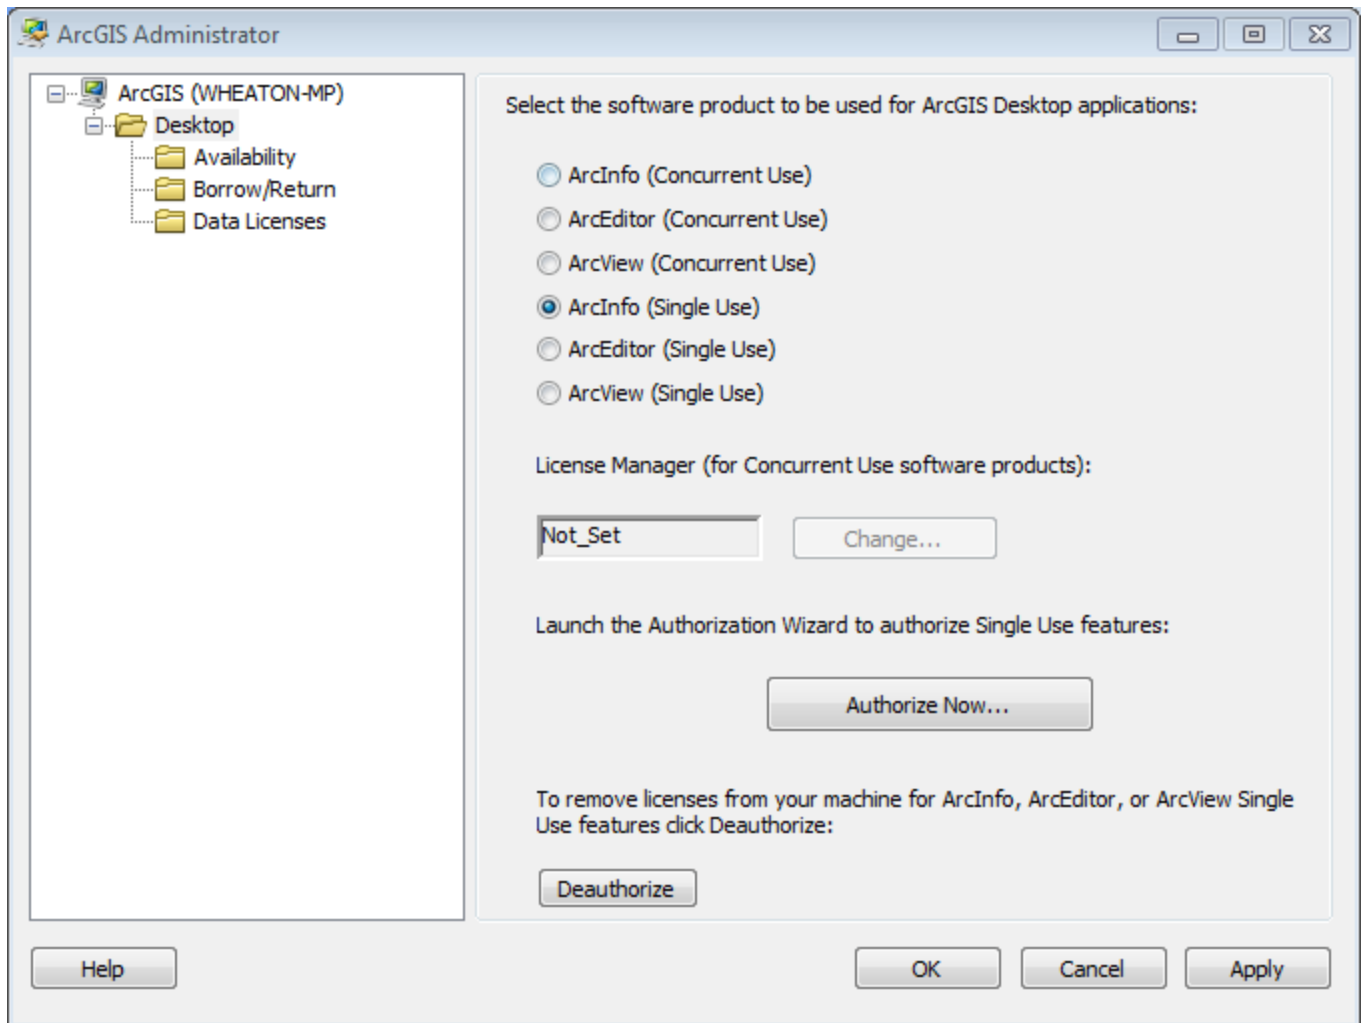 ArcGIS Administrator
ArcGIS (WHEATON-MP)
Desktop
Availability
Borrow/Return
Data Licenses
Select the software product to be used for ArcGIS Desktop applications:
ArcInfo (Concurrent Use)
ArcEditor (Concurrent Use)
ArcView (Concurrent Use)
ArcInfo (Single Use)
ArcEditor (Single Use)
ArcView (Single Use)
License Manager (for Concurrent Use software products):
Not_Set
Change...
Launch the Authorization Wizard to authorize Single Use features:
Authorize Now...
To remove licenses from your machine for ArcInfo, ArcEditor, or ArcView Single
Use features click Deauthorize:
Deauthorize
Help
OK
Cancel
Apply